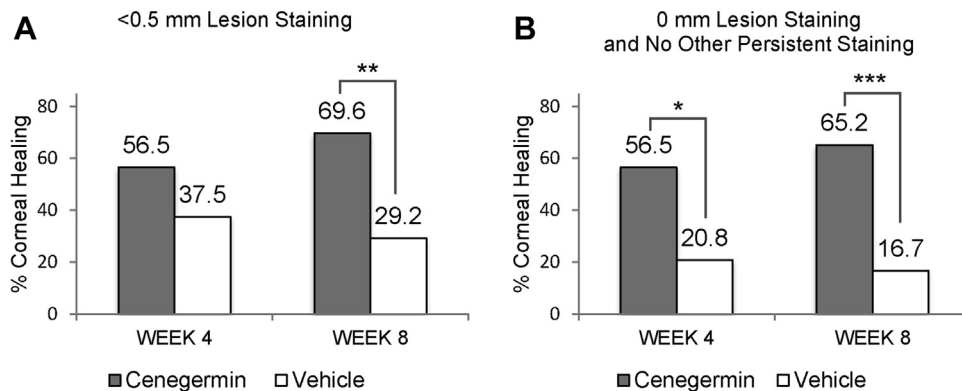 A
<0.5 mm Lesion Staining
% Corneal Healing
80
60
40
20
0
56.5
37.5
**
69.6
29.2
WEEK 4
WEEK 8
Cenegermin
Vehicle
B
0 mm Lesion Staining
and No Other Persistent Staining
% Corneal Healing
80
60
40
20
0
*
56.5
20.8
***
65.2
16.7
WEEK 4
WEEK 8
Cenegermin
Vehicle